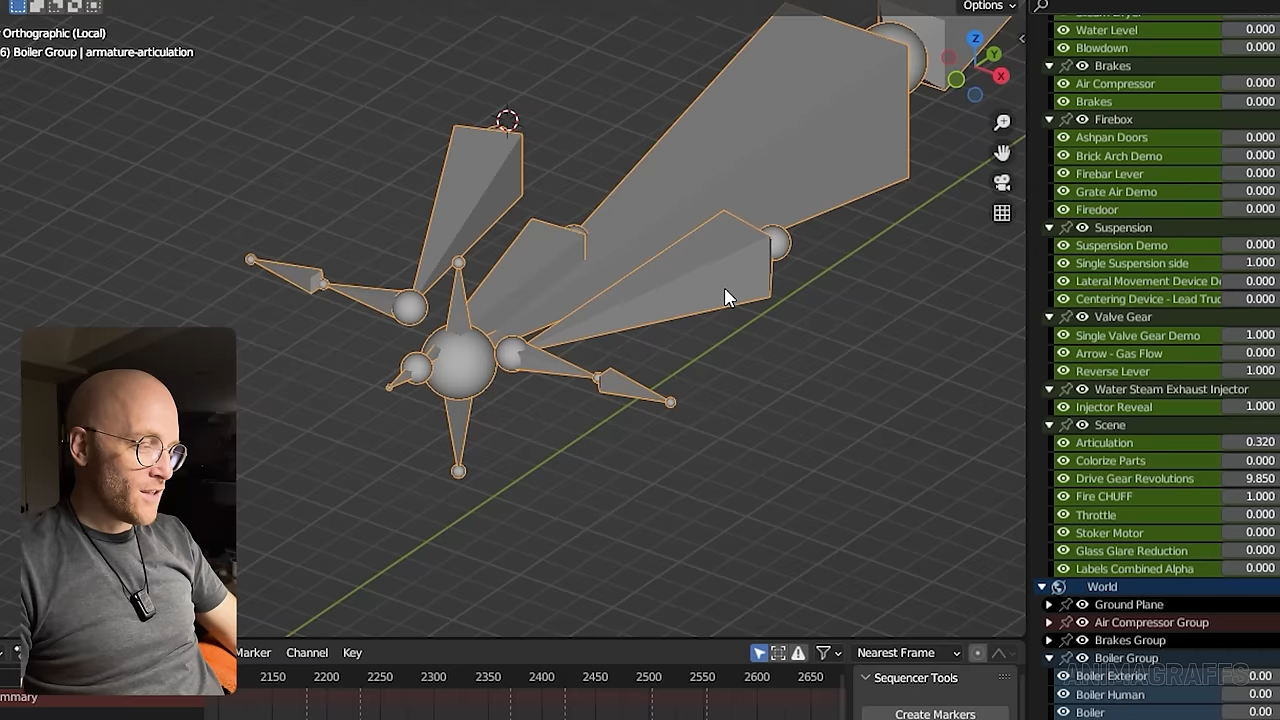 Options
Orthographic (Local)
6) Boiler Group | armature-articulation
Z
Y
X
Water Level 0.000
Blowdown 0.000
Brakes
Air Compressor 0.000
Brakes 0.000
Firebox
Ashpan Doors 0.000
Brick Arch Demo 0.000
Firebar Lever 0.000
Grate Air Demo 0.000
Firedoor 0.000
Suspension
Suspension Demo 0.000
Single Suspension side 1.000
Lateral Movement Device D 0.000
Centering Device - Lead Truc 0.000
Valve Gear
Single Valve Gear Demo 1.000
Arrow - Gas Flow 0.000
Reverse Lever 1.000
Water Steam Exhaust Injector
Injector Reveal 1.000
Scene
Articulation 0.320
Colorize Parts 0.000
Drive Gear Revolutions 9.850
Fire CHUFF 1.000
Throttle 0.000
Stoker Motor 0.000
Glass Glare Reduction 0.000
Labels Combined Alpha 0.000
World
Ground Plane
Air Compressor Group
Brakes Group
Boiler Group
ANIMAGRAFFS
Boiler Exterior 0.00
Boiler Human 0.00
Boiler 0.00
Marker Channel Key
Nearest Frame
2150 2200 2250 2300 2350 2400 2450 2500 2550 2600 2650
Sequencer Tools
mmary
Create Markers